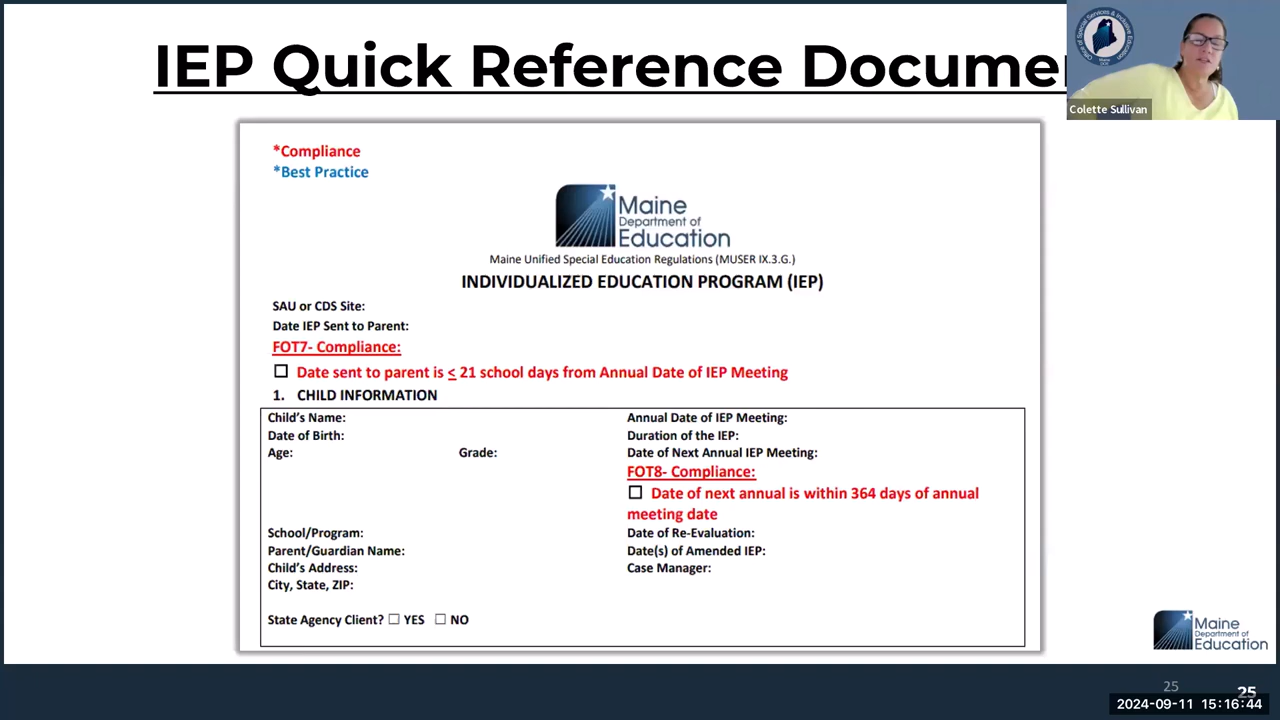 IEP Quick Reference Docume
Colette Sullivan
*Compliance
*Best Practice
Maine
Department of
Education
Maine Unified Special Education Regulations (MUSER IX.3.G.)
INDIVIDUALIZED EDUCATION PROGRAM (IEP)
SAU or CDS Site:
Date IEP Sent to Parent:
FOT7- Compliance:
☐ Date sent to parent is ≤ 21 school days from Annual Date of IEP Meeting
1. CHILD INFORMATION
Child's Name: Annual Date of IEP Meeting:
Date of Birth: Duration of the IEP:
Age: Grade: Date of Next Annual IEP Meeting:
FOT8- Compliance:
☐ Date of next annual is within 364 days of annual
meeting date
School/Program: Date of Re-Evaluation:
Parent/Guardian Name: Date(s) of Amended IEP:
Child's Address: Case Manager:
City, State, ZIP:
State Agency Client? ☐ YES ☐ NO
Maine
Department of
Education
25
25
2024-09-11 15:16:44